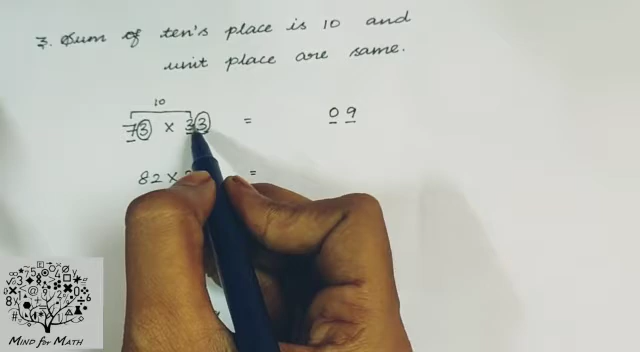 3. Sum of ten's place is 10 and
unit place are same.
10
73 × 33 = 09
82 × =
MIND for MATH